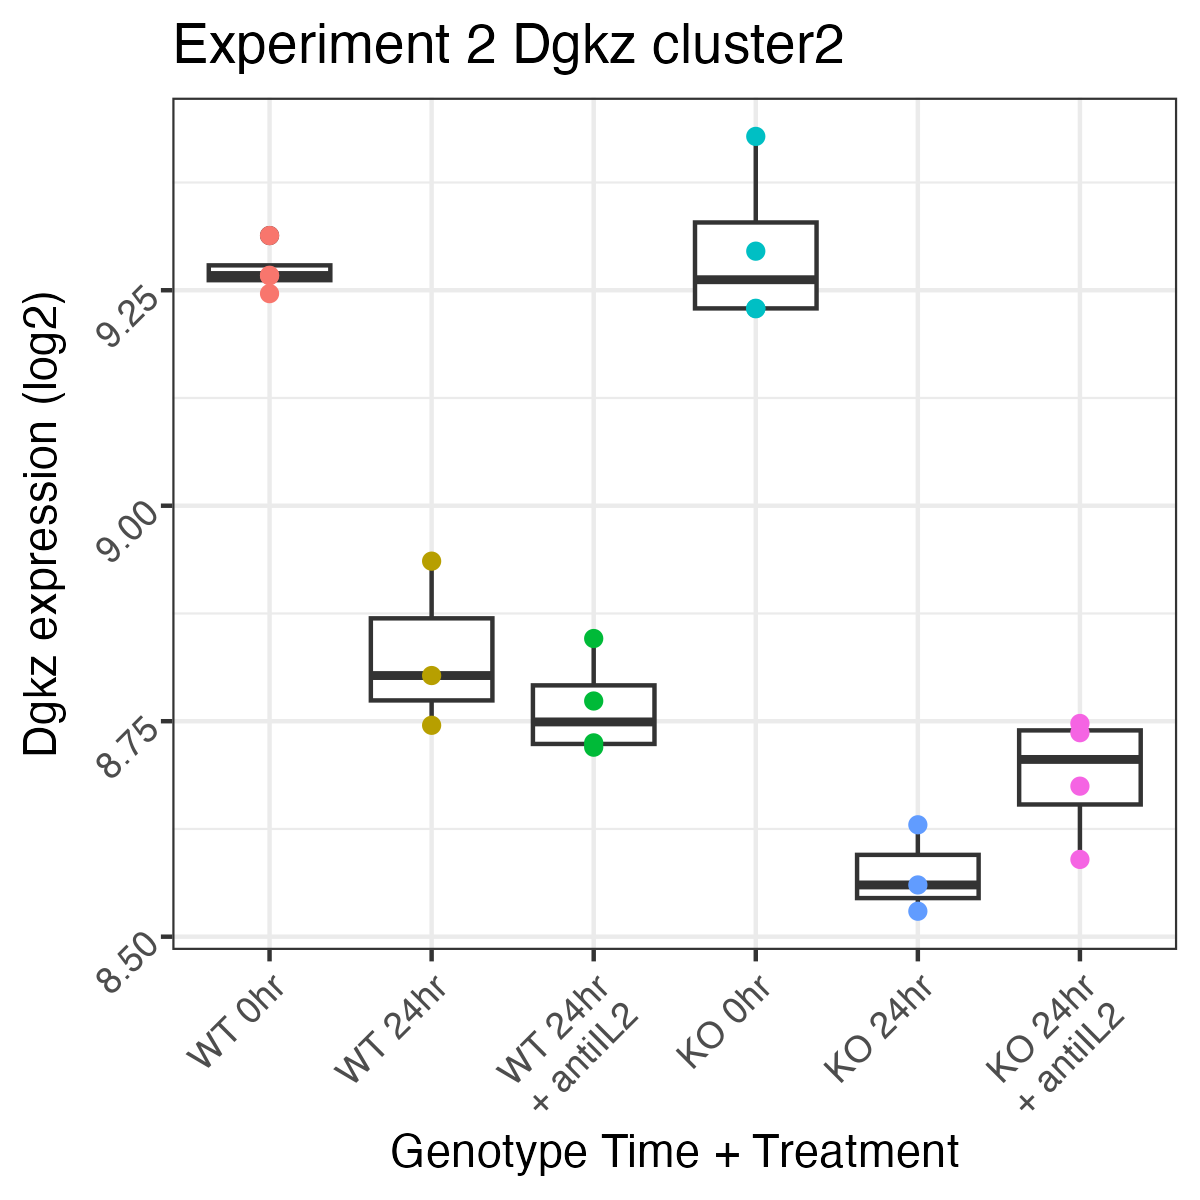 Experiment 2 Dgkz cluster2
Dgkz expression (log2)
9.25
9.00
8.75
8.50
WT 0hr
WT 24hr
WT 24hr
+ antiIL2
KO 0hr
KO 24hr
KO 24hr
+ antiIL2
Genotype Time + Treatment